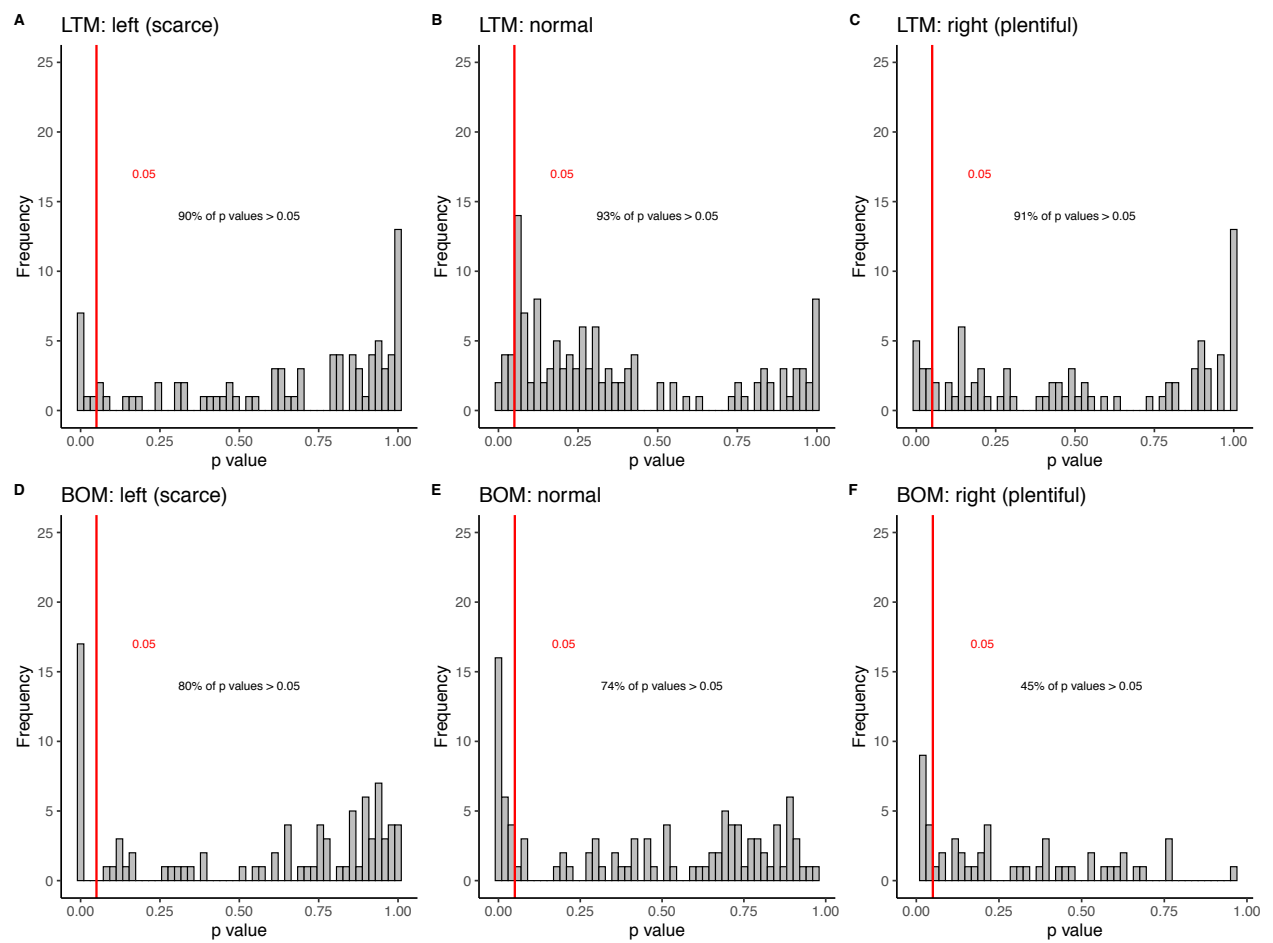 A LTM: left (scarce)
25
20
15
10
5
0
Frequency
0.05
90% of p values > 0.05
0.00 0.25 0.50 0.75 1.00
p value
B LTM: normal
25
20
15
10
5
0
Frequency
0.05
93% of p values > 0.05
0.00 0.25 0.50 0.75 1.00
p value
C LTM: right (plentiful)
25
20
15
10
5
0
Frequency
0.05
91% of p values > 0.05
0.00 0.25 0.50 0.75 1.00
p value
D BOM: left (scarce)
25
20
15
10
5
0
Frequency
0.05
80% of p values > 0.05
0.00 0.25 0.50 0.75 1.00
p value
E BOM: normal
25
20
15
10
5
0
Frequency
0.05
74% of p values > 0.05
0.00 0.25 0.50 0.75 1.00
p value
F BOM: right (plentiful)
25
20
15
10
5
0
Frequency
0.05
45% of p values > 0.05
0.00 0.25 0.50 0.75 1.00
p value